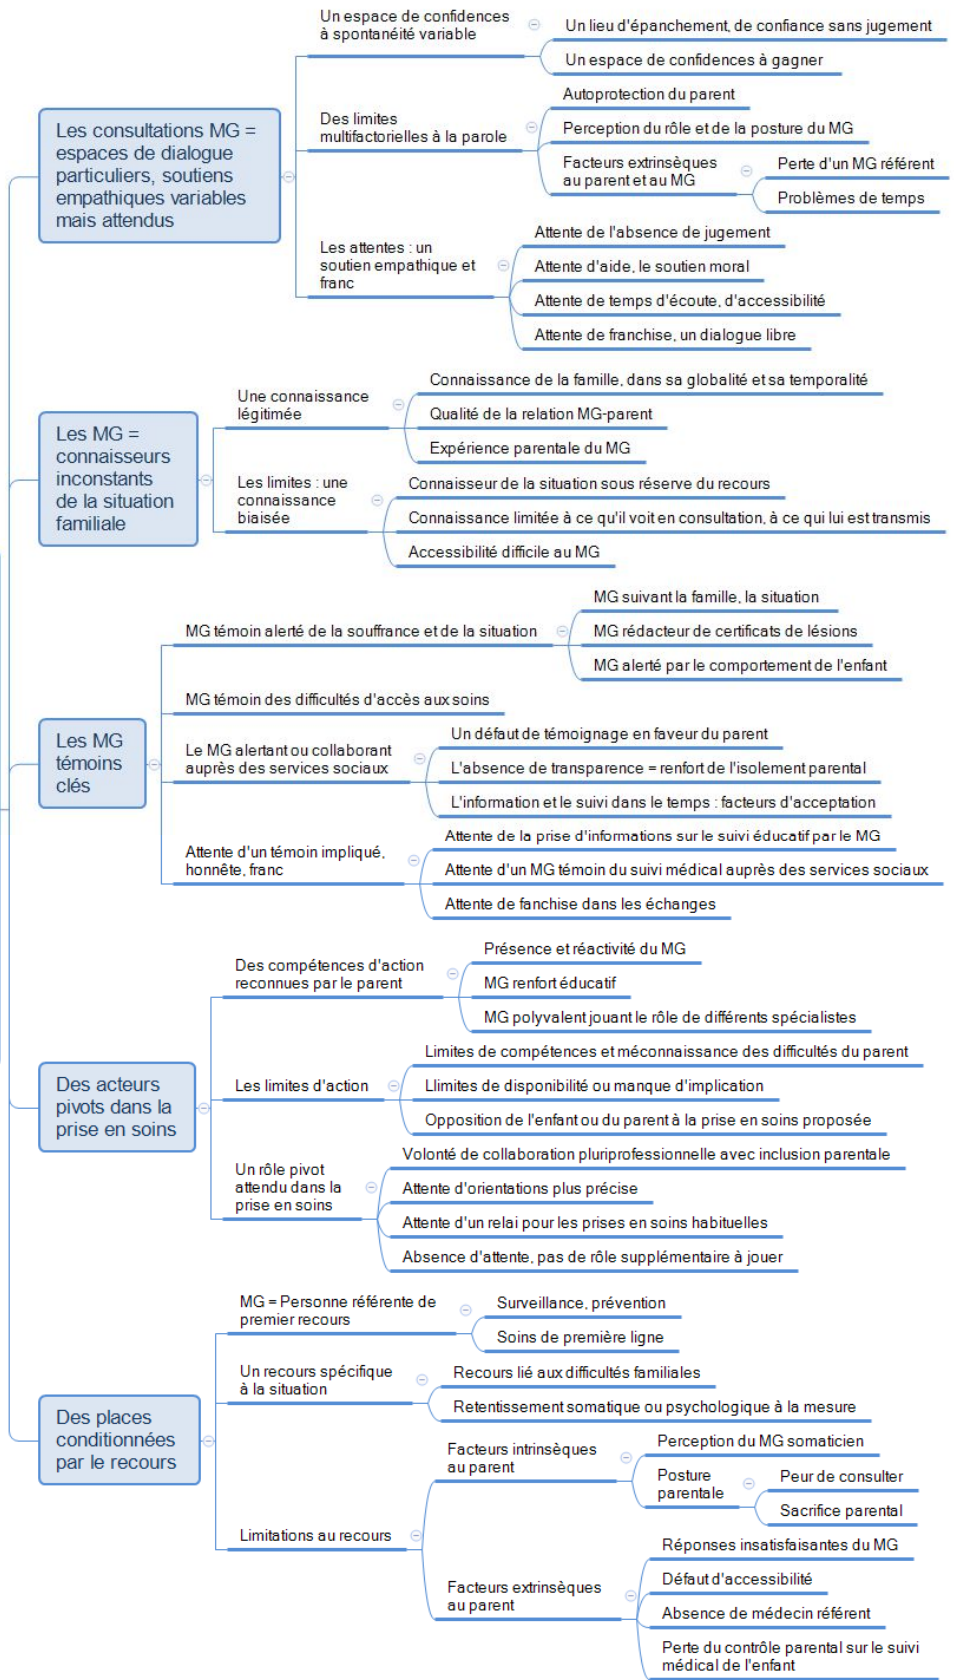 Les consultations MG =
espaces de dialogue
particuliers, soutiens
empathiques variables
mais attendus
Un espace de confidences
à spontanéité variable
Un lieu d'épanchement, de confiance sans jugement
Un espace de confidences à gagner
Des limites
multifactorielles à la parole
Autoprotection du parent
Perception du rôle et de la posture du MG
Facteurs extrinsèques
au parent et au MG
Perte d'un MG référent
Problèmes de temps
Les attentes : un
soutien empathique et
franc
Attente de l'absence de jugement
Attente d'aide, le soutien moral
Attente de temps d'écoute, d'accessibilité
Attente de franchise, un dialogue libre
Les MG =
connaisseurs
inconstants
de la situation
familiale
Une connaissance
légitimée
Connaissance de la famille, dans sa globalité et sa temporalité
Qualité de la relation MG-parent
Expérience parentale du MG
Les limites : une
connaissance
biaisée
Connaisseur de la situation sous réserve du recours
Connaissance limitée à ce qu'il voit en consultation, à ce qui lui est transmis
Accessibilité difficile au MG
Les MG
témoins
clés
MG témoin alerté de la souffrance et de la situation
MG suivant la famille, la situation
MG rédacteur de certificats de lésions
MG alerté par le comportement de l'enfant
MG témoin des difficultés d'accès aux soins
Le MG alertant ou collaborant
auprès des services sociaux
Un défaut de témoignage en faveur du parent
L'absence de transparence = renfort de l'isolement parental
L'information et le suivi dans le temps : facteurs d'acceptation
Attente d'un témoin impliqué,
honnête, franc
Attente de la prise d'informations sur le suivi éducatif par le MG
Attente d'un MG témoin du suivi médical auprès des services sociaux
Attente de fanchise dans les échanges
Des acteurs
pivots dans la
prise en soins
Des compétences d'action
reconnues par le parent
Présence et réactivité du MG
MG renfort éducatif
MG polyvalent jouant le rôle de différents spécialistes
Les limites d'action
Limites de compétences et méconnaissance des difficultés du parent
Llimites de disponibilité ou manque d'implication
Opposition de l'enfant ou du parent à la prise en soins proposée
Un rôle pivot
attendu dans la
prise en soins
Volonté de collaboration pluriprofessionnelle avec inclusion parentale
Attente d'orientations plus précise
Attente d'un relai pour les prises en soins habituelles
Absence d'attente, pas de rôle supplémentaire à jouer
Des places
conditionnées
par le recours
MG = Personne référente de
premier recours
Surveillance, prévention
Soins de première ligne
Un recours spécifique
à la situation
Recours lié aux difficultés familiales
Retentissement somatique ou psychologique à la mesure
Limitations au recours
Facteurs intrinsèques
au parent
Perception du MG somaticien
Posture
parentale
Peur de consulter
Sacrifice parental
Facteurs extrinsèques
au parent
Réponses insatisfaisantes du MG
Défaut d'accessibilité
Absence de médecin référent
Perte du contrôle parental sur le suivi
médical de l'enfant